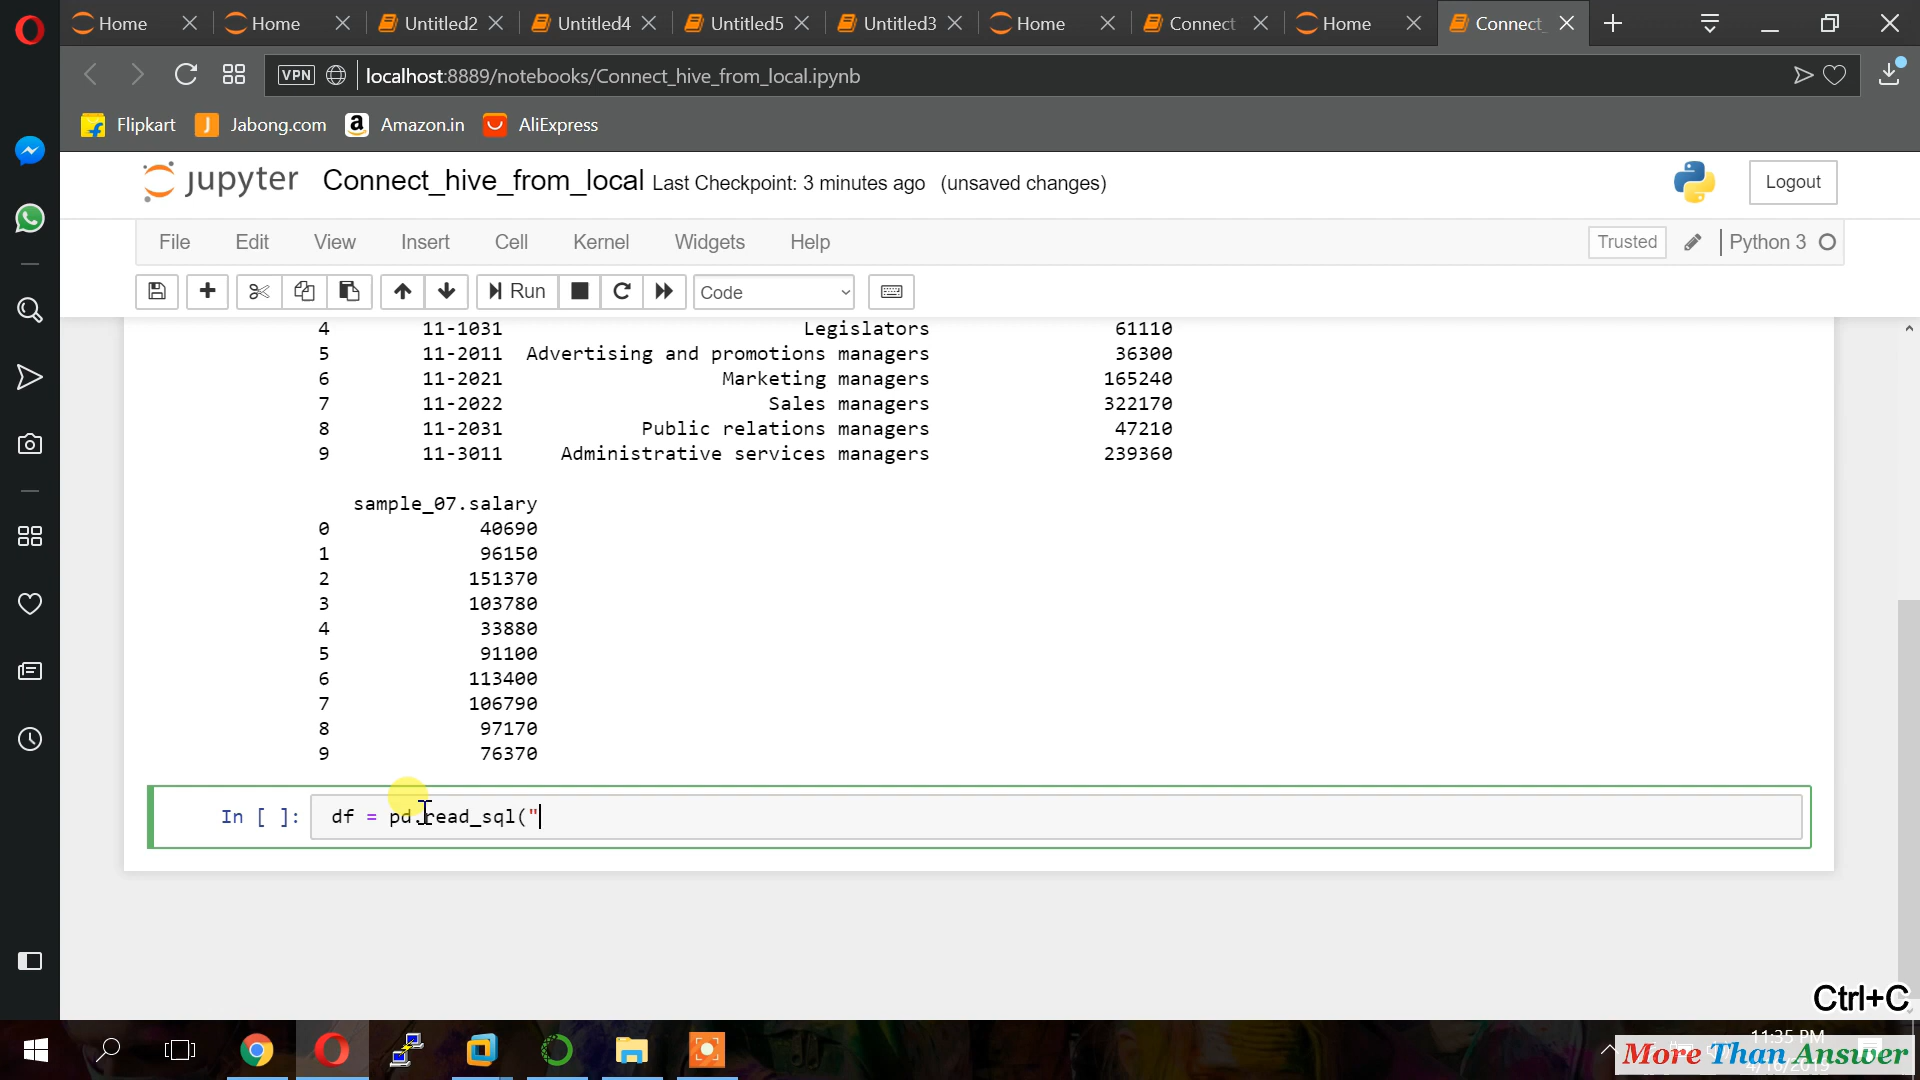 Home Home Untitled2 Untitled4 Untitled5 Untitled3 Home Connect Home Connect_
VPN localhost:8889/notebooks/Connect_hive_from_local.ipynb
Flipkart Jabong.com Amazon.in AliExpress
jupyter Connect_hive_from_local Last Checkpoint: 3 minutes ago (unsaved changes) Logout
File Edit View Insert Cell Kernel Widgets Help Trusted Python 3
Run Code
4 11-1031 Legislators 61110
5 11-2011 Advertising and promotions managers 36300
6 11-2021 Marketing managers 165240
7 11-2022 Sales managers 322170
8 11-2031 Public relations managers 47210
9 11-3011 Administrative services managers 239360
sample_07.salary
0 40690
1 96150
2 151370
3 103780
4 33880
5 91100
6 113400
7 106790
8 97170
9 76370
In [ ]: df = pd.read_sql("
Ctrl+C
11:35 PM
More Than Answer